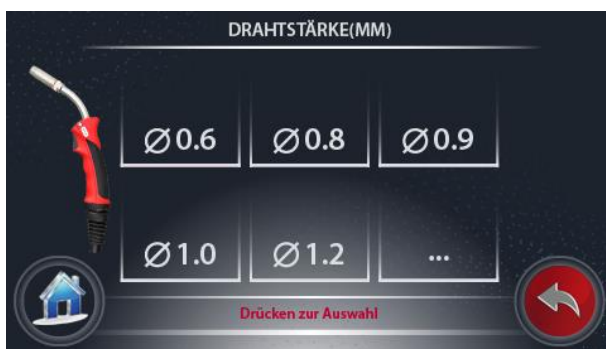 DRAHTSTÄRKE(MM)
Ø0.6 Ø0.8 Ø0.9
Ø1.0 Ø1.2 ...
Drücken zur Auswahl